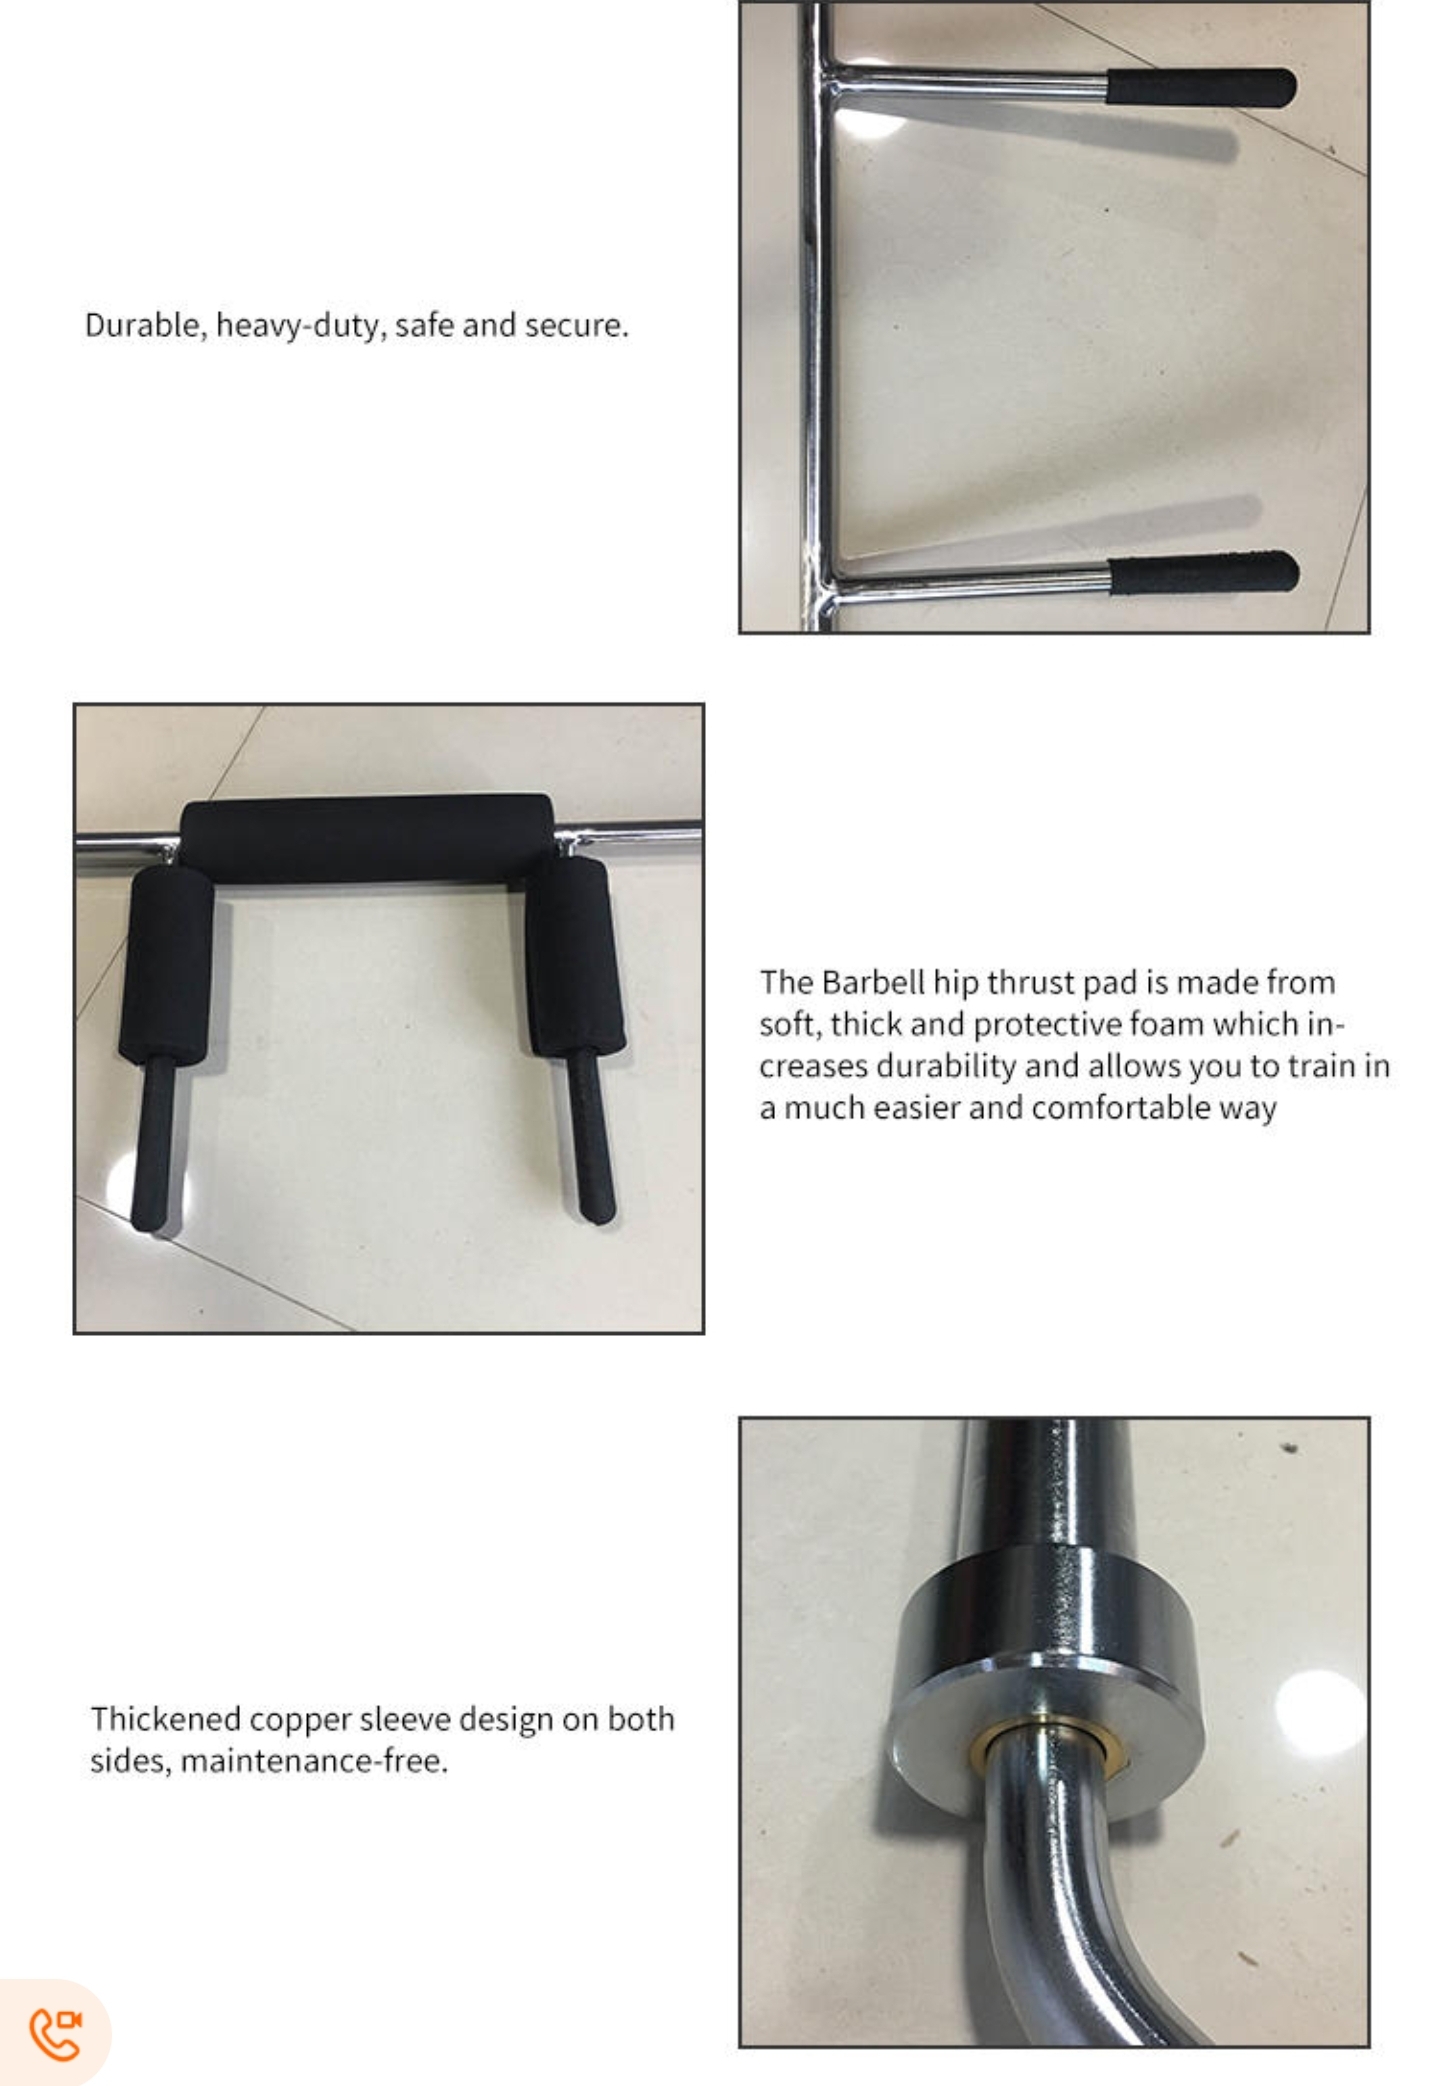 Durable, heavy-duty, safe and secure.
The Barbell hip thrust pad is made from
soft, thick and protective foam which in-
creases durability and allows you to train in
a much easier and comfortable way
Thickened copper sleeve design on both
sides, maintenance-free.